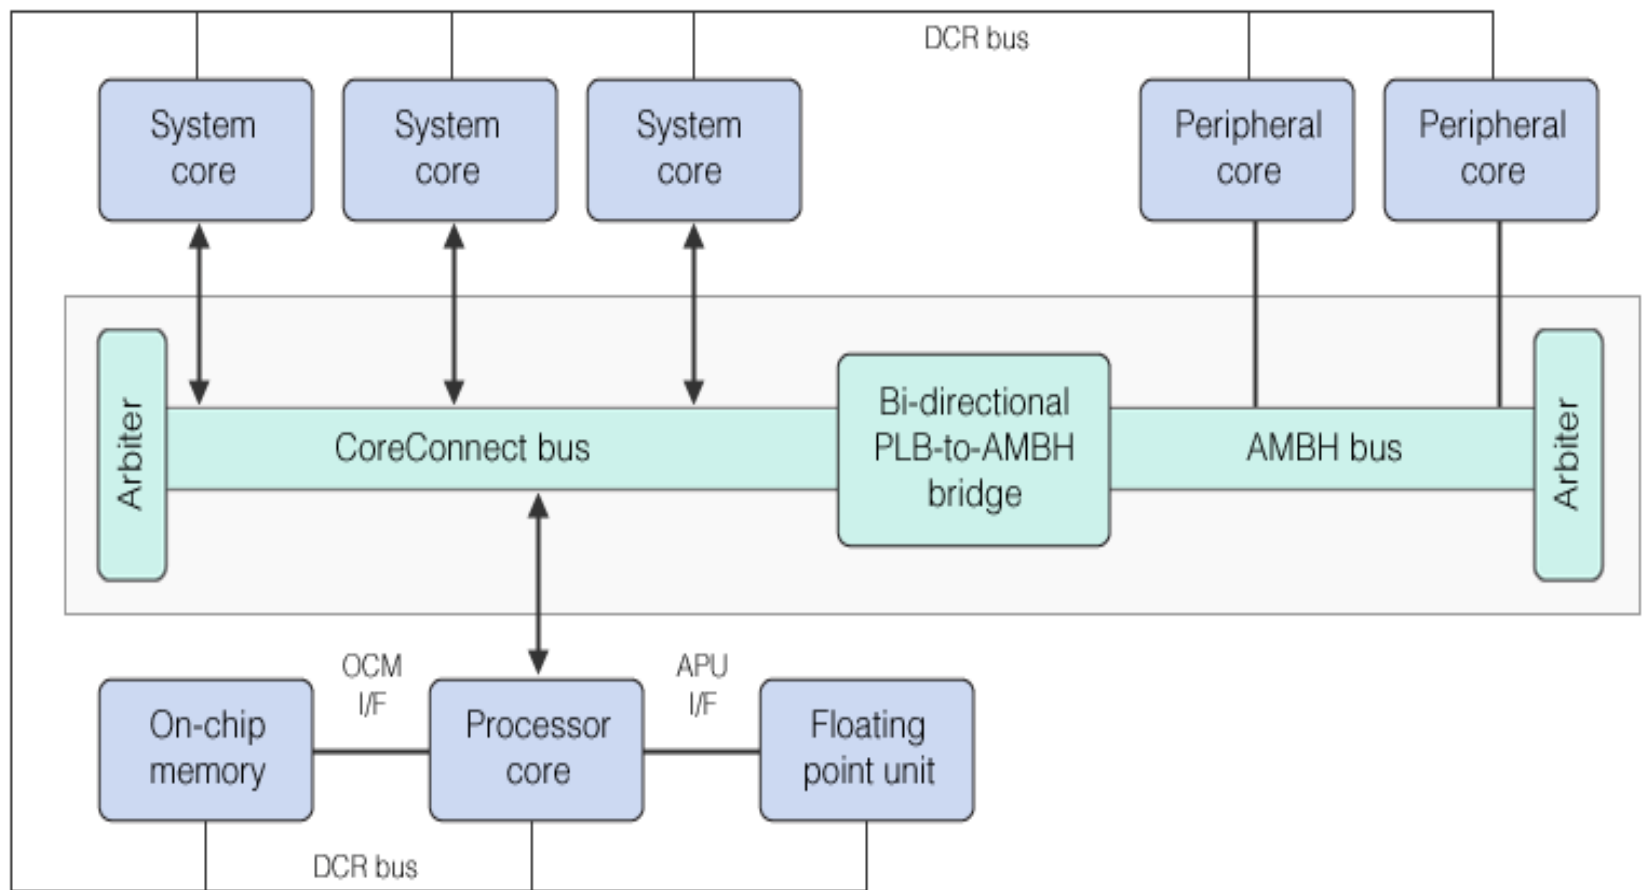 DCR bus
System
core
System
core
System
core
Peripheral
core
Peripheral
core
Arbiter
CoreConnect bus
Bi-directional
PLB-to-AMBH
bridge
AMBH bus
Arbiter
OCM
I/F
APU
I/F
On-chip
memory
Processor
core
Floating
point unit
DCR bus